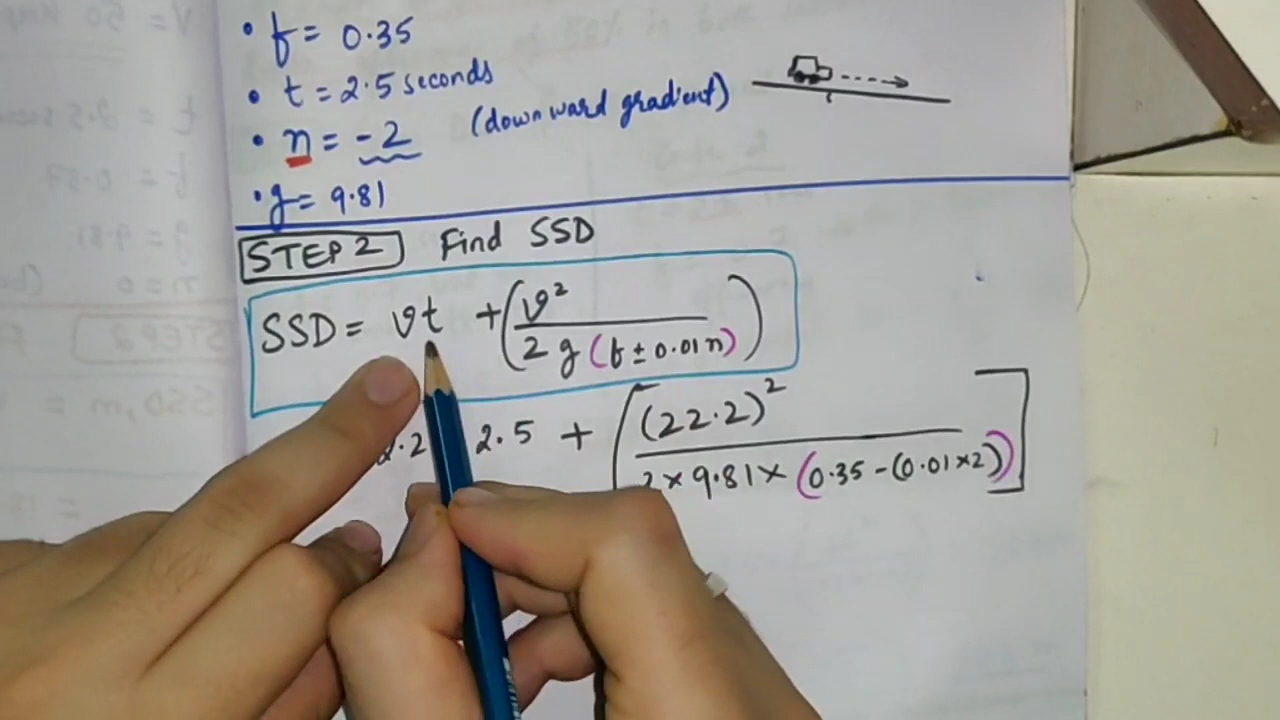 • f = 0.35
• t = 2.5 seconds
• n = -2 (downward gradient)
• g = 9.81
STEP 2 Find SSD
SSD = vt + (v² / 2g(f ± 0.01n))
2.5 + [(22.2)² / 2 × 9.81 × (0.35 - (0.01×2))]